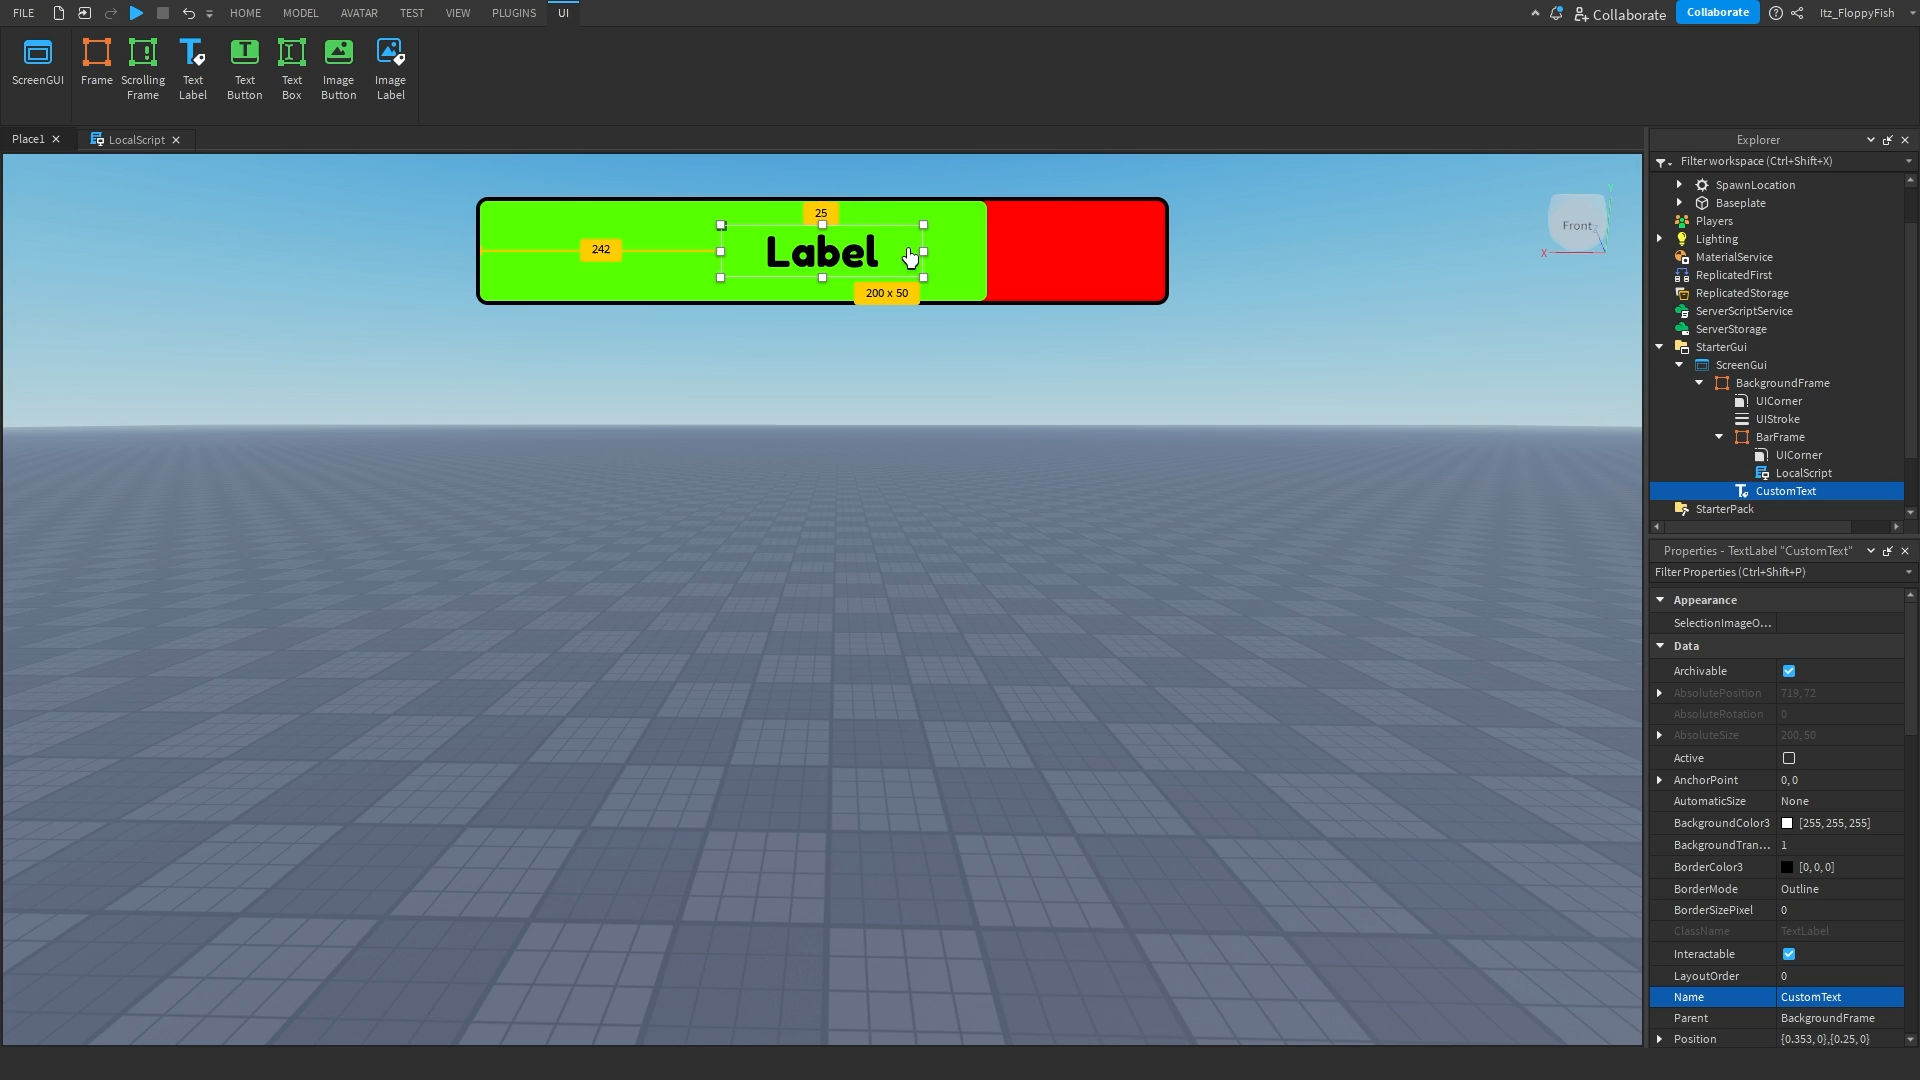 FILE
HOME
MODEL
AVATAR
TEST
VIEW
PLUGINS
UI
Collaborate
Collaborate
Itz_FloppyFish
ScreenGUI
Frame
Scrolling
Frame
Text
Label
Text
Button
Text
Box
Image
Button
Image
Label
Place1
LocalScript
25
242
Label
200 x 50
Front
X
Y
Explorer
Filter workspace (Ctrl+Shift+X)
SpawnLocation
Baseplate
Players
Lighting
MaterialService
ReplicatedFirst
ReplicatedStorage
ServerScriptService
ServerStorage
StarterGui
ScreenGui
BackgroundFrame
UICorner
UIStroke
BarFrame
UICorner
LocalScript
CustomText
StarterPack
Properties - TextLabel "CustomText"
Filter Properties (Ctrl+Shift+P)
Appearance
SelectionImageO...
Data
Archivable
AbsolutePosition 719, 72
AbsoluteRotation 0
AbsoluteSize 200, 50
Active
AnchorPoint 0, 0
AutomaticSize None
BackgroundColor3 [255, 255, 255]
BackgroundTran... 1
BorderColor3 [0, 0, 0]
BorderMode Outline
BorderSizePixel 0
ClassName TextLabel
Interactable
LayoutOrder 0
Name CustomText
Parent BackgroundFrame
Position {0.353, 0},{0.25, 0}